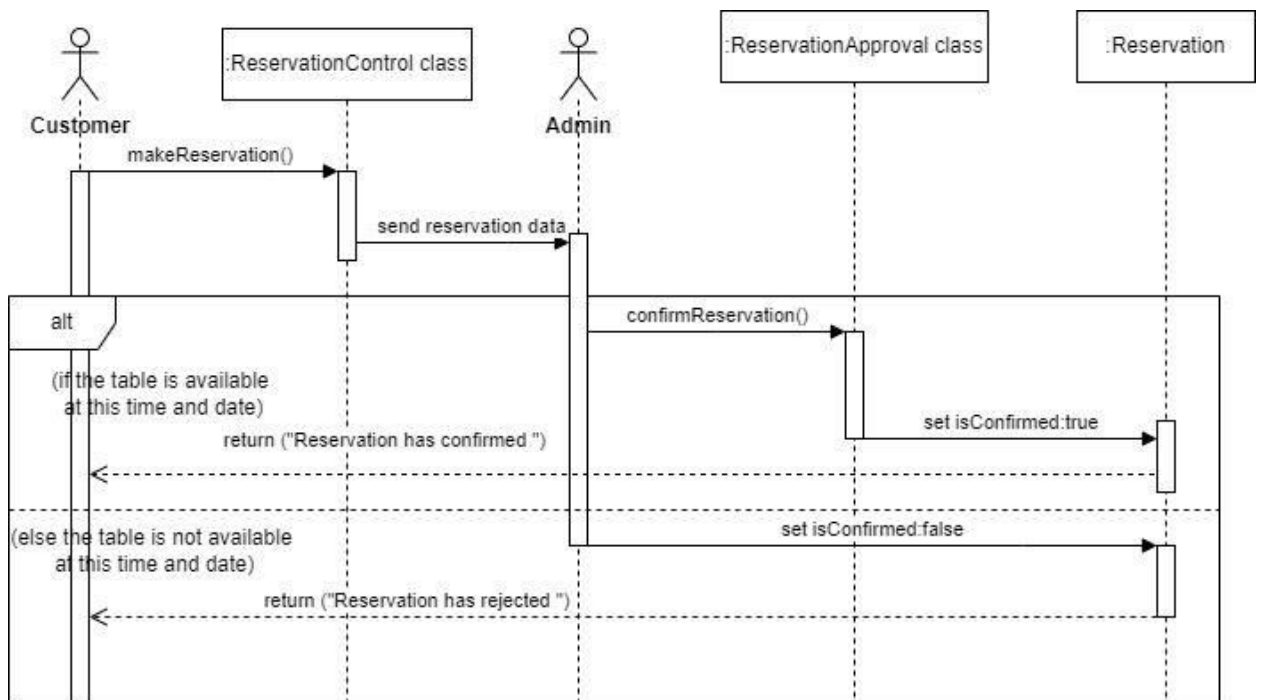 :ReservationControl class
:ReservationApproval class
:Reservation
Customer
Admin
makeReservation()
send reservation data
alt
confirmReservation()
(if the table is available
at this time and date)
set isConfirmed:true
return ("Reservation has confirmed ")
(else the table is not available
at this time and date)
set isConfirmed:false
return ("Reservation has rejected ")